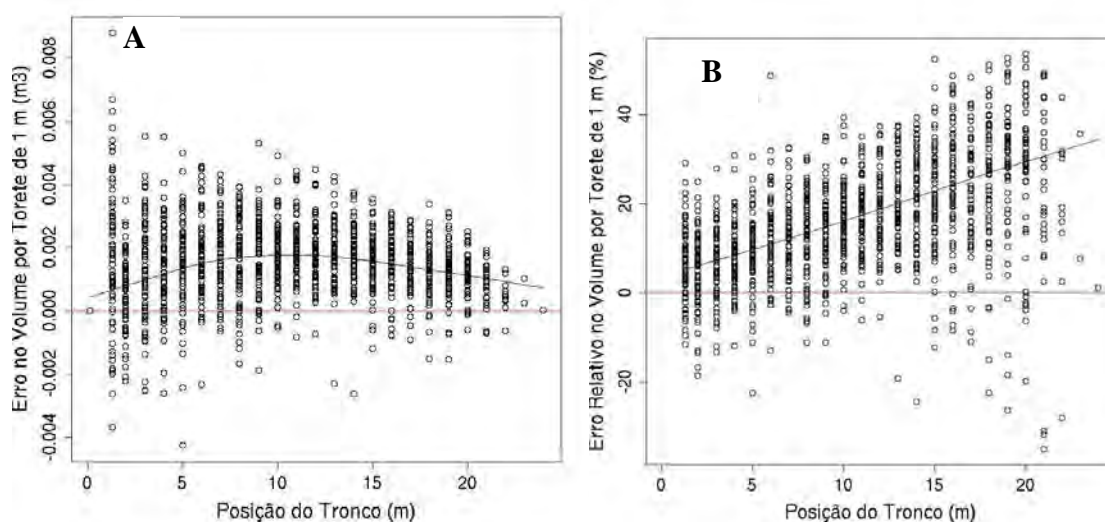 A
Erro no Volume por Torete de 1 m (m3)
0.008
0.006
0.004
0.002
0.000
-0.002
-0.004
0 5 10 15 20
Posição do Tronco (m)
B
Erro Relativo no Volume por Torete de 1 m (%)
40
20
0
-20
0 5 10 15 20
Posição do Tronco (m)